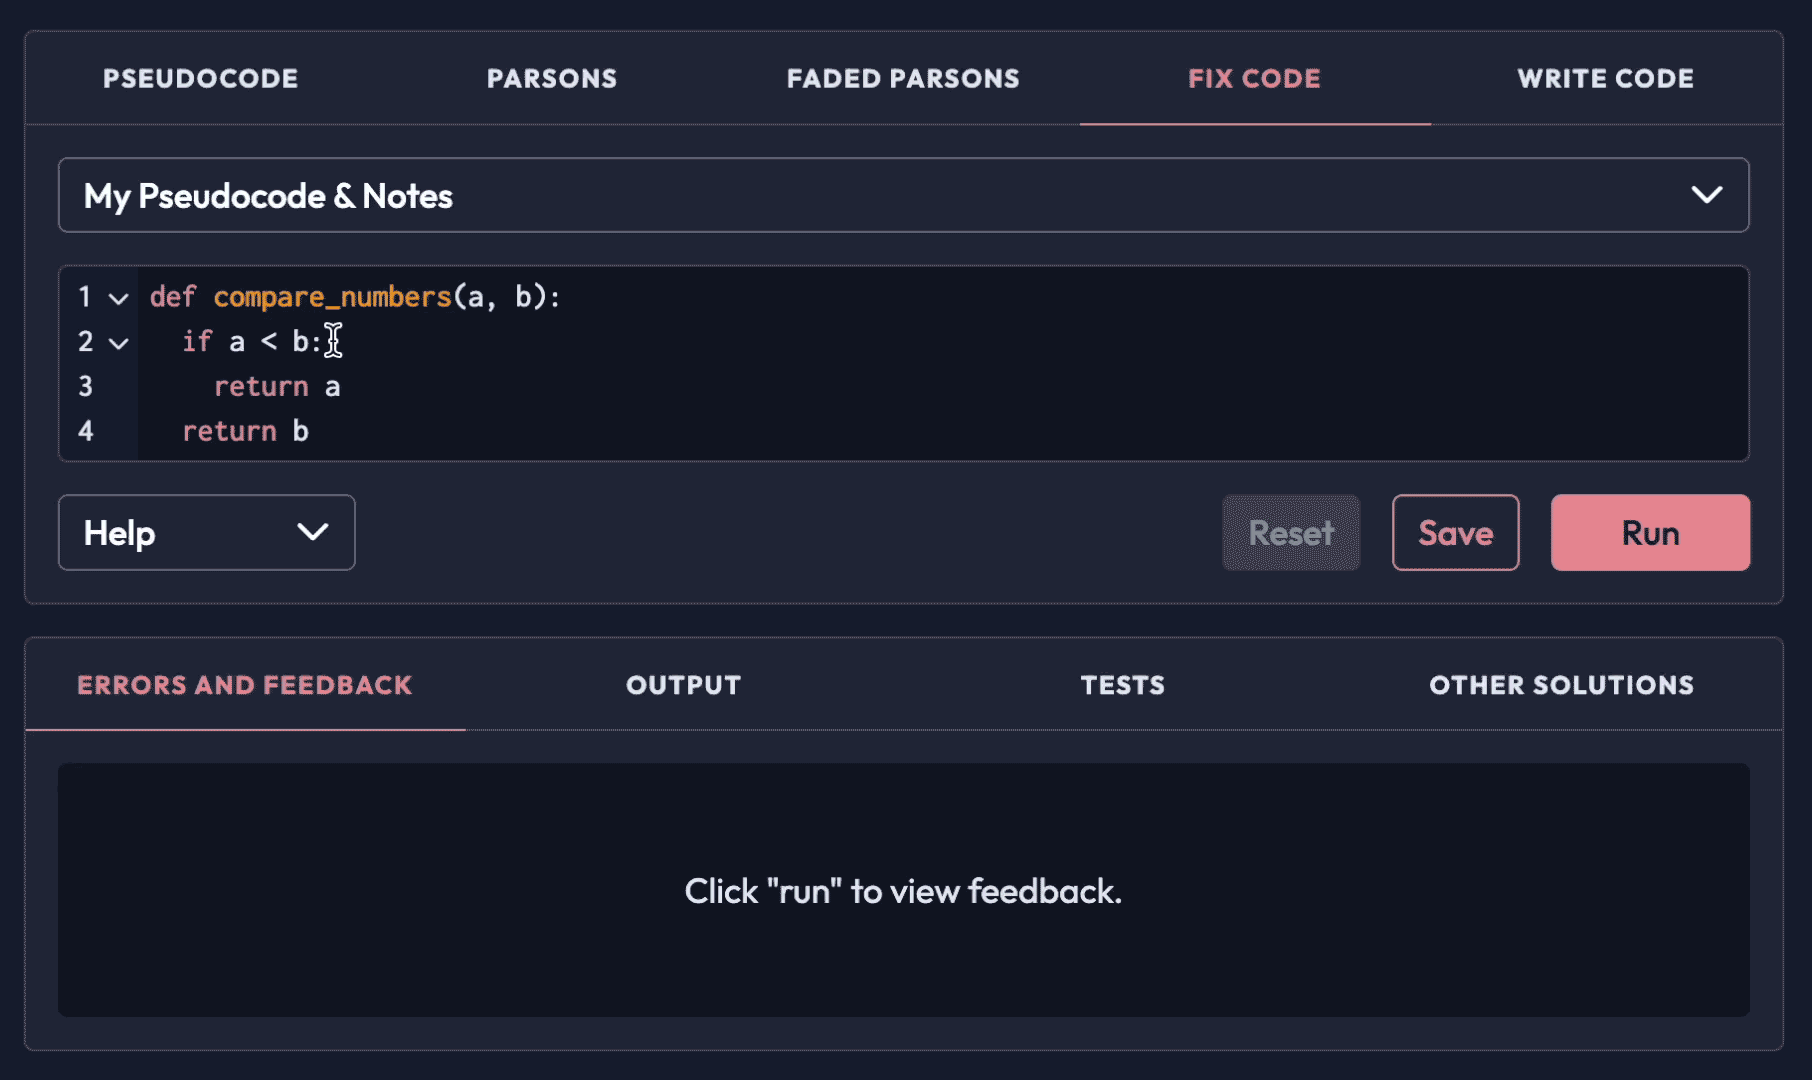 PSEUDOCODE PARSONS FADED PARSONS FIX CODE WRITE CODE
My Pseudocode & Notes
1 def compare_numbers(a, b):
2   if a < b:
3     return a
4   return b
Help Reset Save Run
ERRORS AND FEEDBACK OUTPUT TESTS OTHER SOLUTIONS
Click "run" to view feedback.